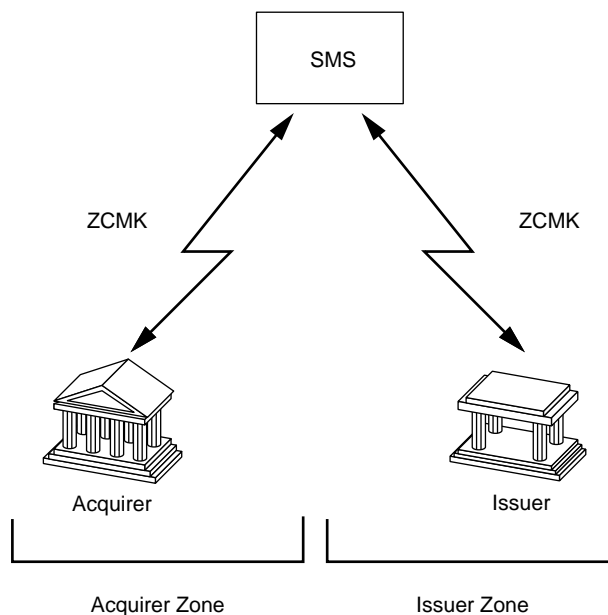 SMS
ZCMK
ZCMK
Acquirer
Issuer
Acquirer Zone
Issuer Zone